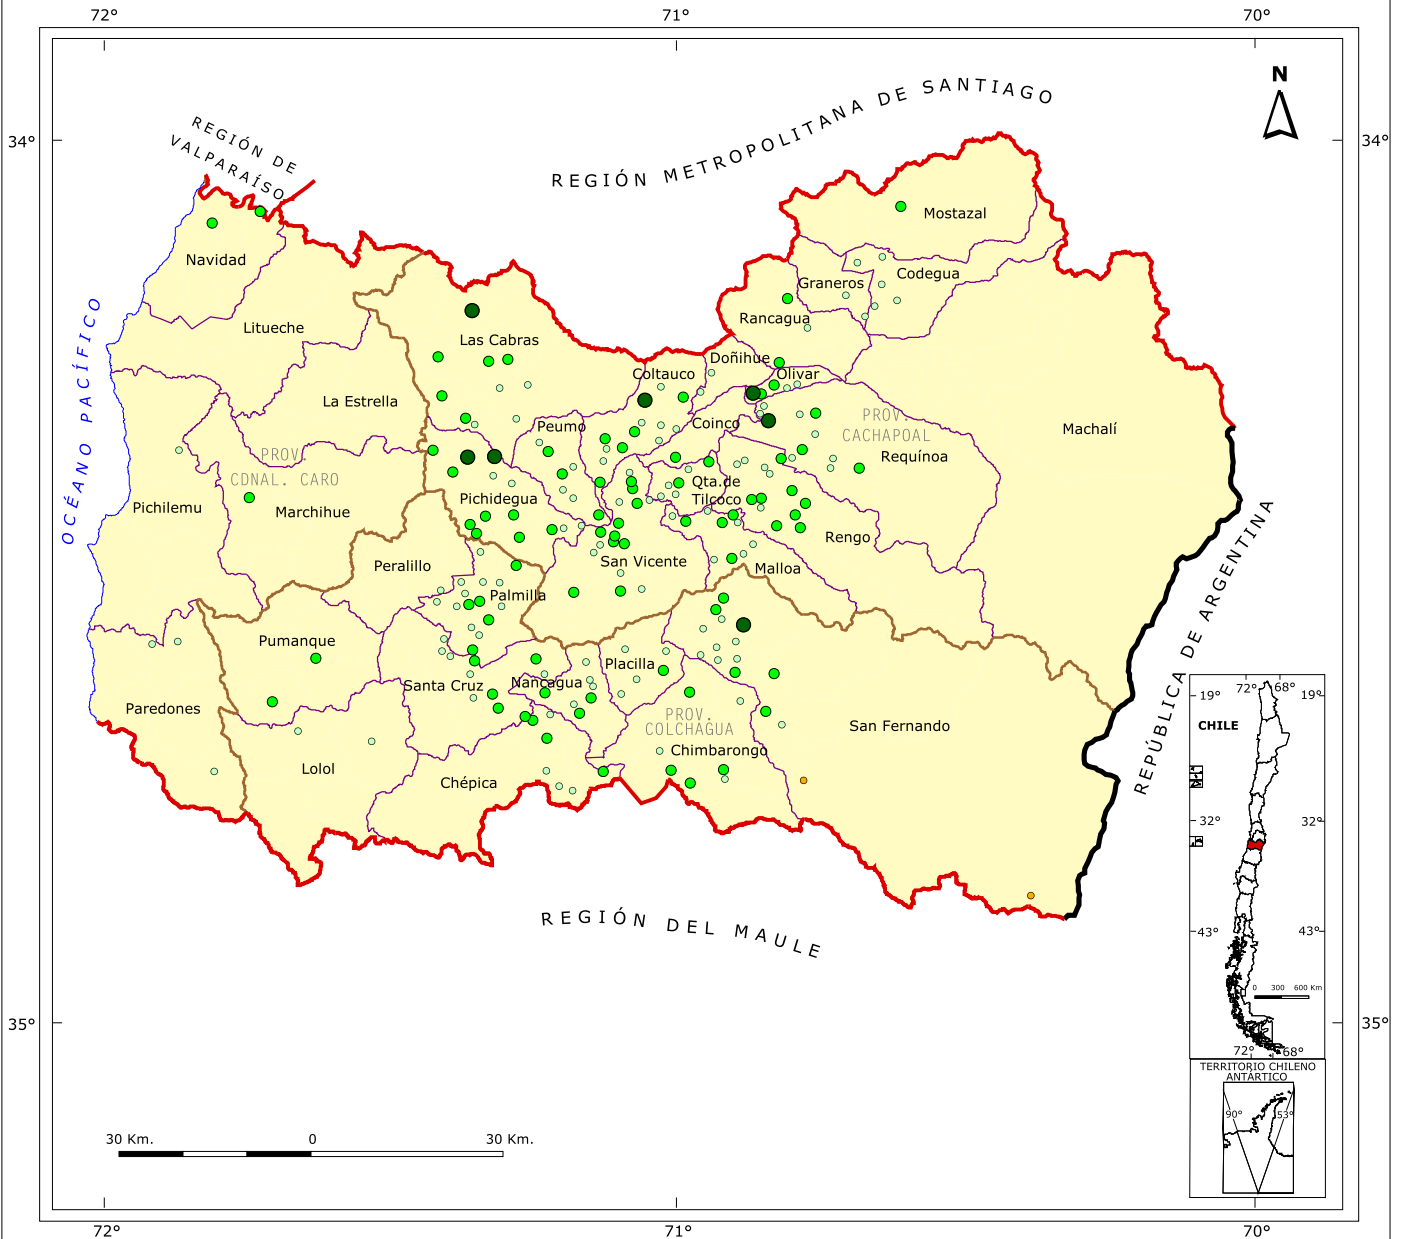 72°
71°
70°
N
REGIÓN METROPOLITANA DE SANTIAGO
REGIÓN DE
VALPARAÍSO
34°
34°
Mostazal
Navidad
Codegua
Graneros
Rancagua
Litueche
Las Cabras
Doñihue
Coltauco
Olivar
La Estrella
OCÉANO PACÍFICO
Peumo
Coinco
PROV.
CACHAPOAL
Machalí
Requínoa
PROV.
CDNAL. CARO
Qta.de
Tilcoco
Pichidegua
Pichilemu
Marchihue
Rengo
San Vicente
Malloa
Peralillo
Palmilla
REPÚBLICA DE ARGENTINA
Pumanque
Placilla
Santa Cruz
Nancagua
Paredones
PROV.
COLCHAGUA
San Fernando
Chimbarongo
Lolol
Chépica
72°
68°
19°
19°
CHILE
32°
32°
43°
43°
0 300 600 Km
72°
68°
REGIÓN DEL MAULE
35°
35°
TERRITORIO CHILENO
ANTÁRTICO
90°
53°
30 Km. 0 30 Km.
72°
71°
70°